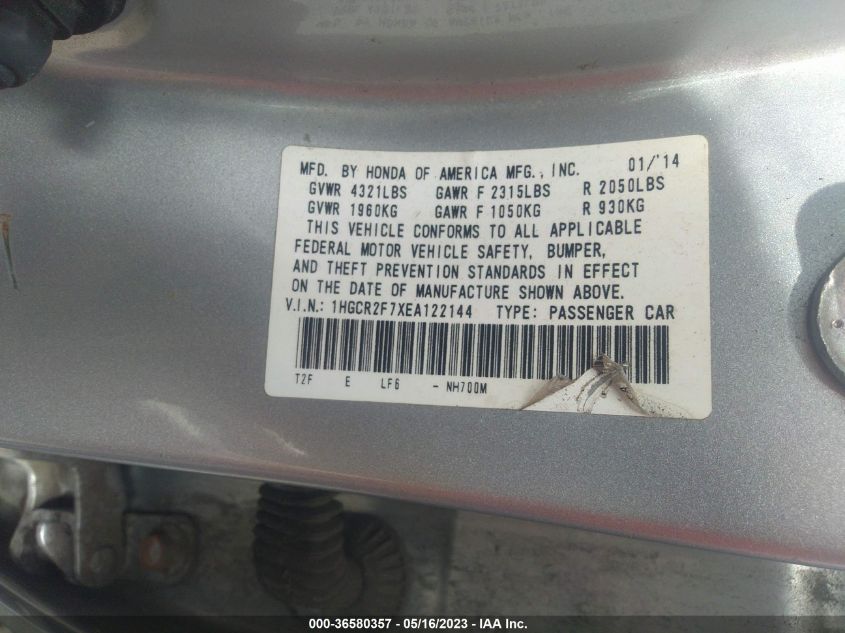 MFD. BY HONDA OF AMERICA MFG., INC. 01/'14
GVWR 4321LBS GAWR F 2315LBS R 2050LBS
GVWR 1960KG GAWR F 1050KG R 930KG
THIS VEHICLE CONFORMS TO ALL APPLICABLE
FEDERAL MOTOR VEHICLE SAFETY, BUMPER,
AND THEFT PREVENTION STANDARDS IN EFFECT
ON THE DATE OF MANUFACTURE SHOWN ABOVE.
V.I.N.: 1HGCR2F7XEA122144 TYPE: PASSENGER CAR
T2F E LF6 - NH700M
000-36580357 - 05/16/2023 - IAA Inc.